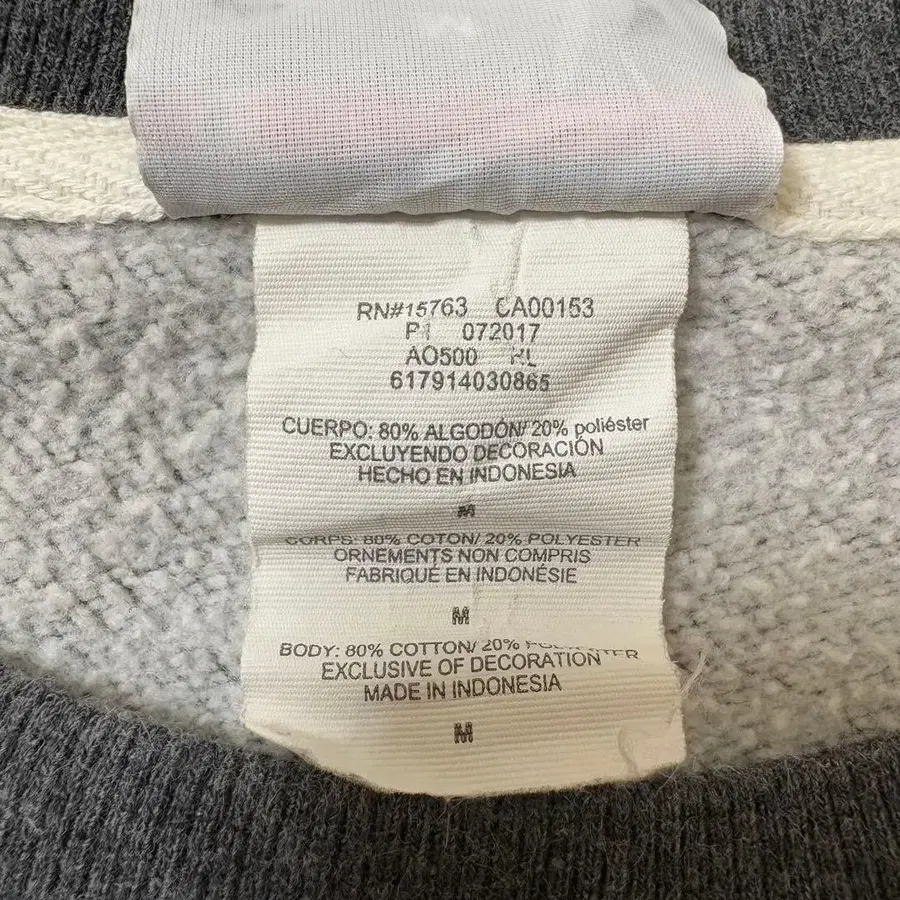 RN#15763 CA00153
P1 072017
AO500 RL
617914030865
CUERPO: 80% ALGODÓN/ 20% poliéster
EXCLUYENDO DECORACIÓN
HECHO EN INDONESIA
M
CORPS: 80% COTON/ 20% POLYESTER
ORNEMENTS NON COMPRIS
FABRIQUÉ EN INDONÉSIE
M
BODY: 80% COTTON/ 20% POLYESTER
EXCLUSIVE OF DECORATION
MADE IN INDONESIA
M